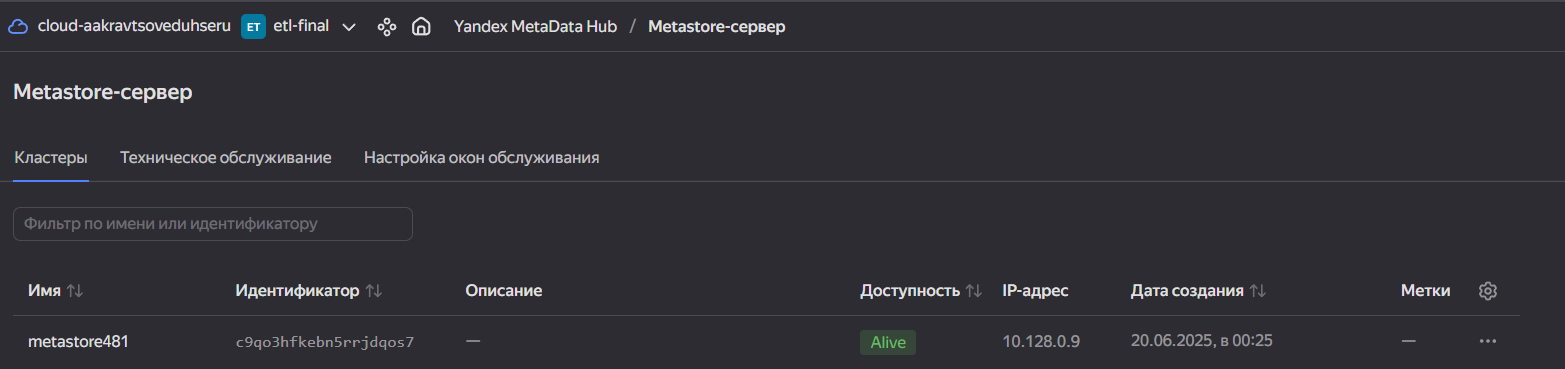 cloud-aakravtsoveduhseru ET etl-final Yandex MetaData Hub / Metastore-сервер
Metastore-сервер
Кластеры Техническое обслуживание Настройка окон обслуживания
Фильтр по имени или идентификатору
Имя Идентификатор Описание Доступность IP-адрес Дата создания Метки
metastore481 c9qo3hfkebn5rrjdqos7 — Alive 10.128.0.9 20.06.2025, в 00:25 —